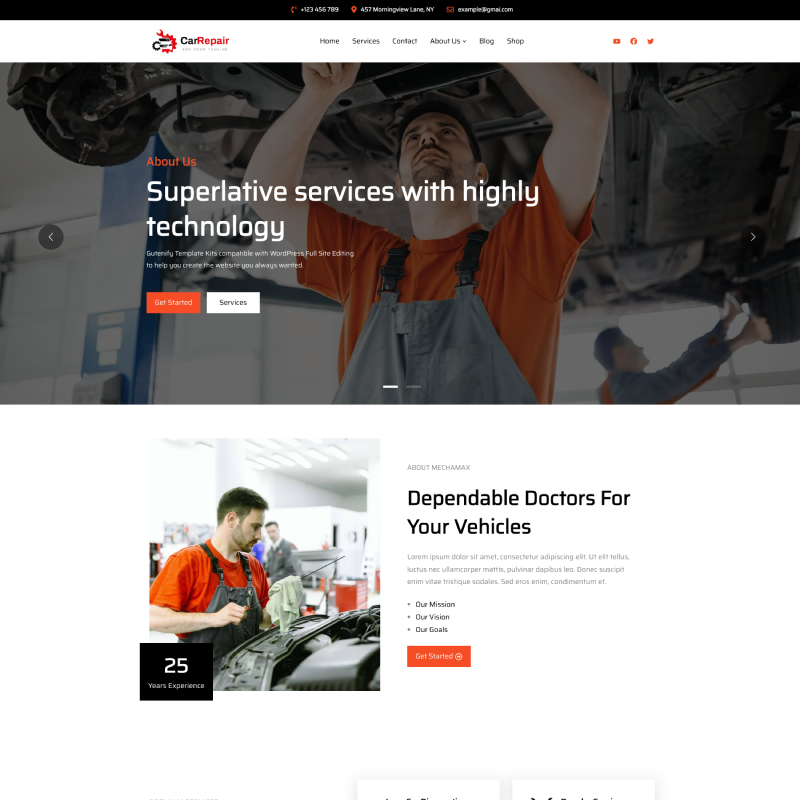 +123 456 789 457 Morningview Lane, NY example@gmai.com
CarRepair
ADD YOUR TAGLINE
Home Services Contact About Us Blog Shop
About Us
Superlative services with highly
technology
Gutenify Template Kits compatible with WordPress Full Site Editing
to help you create the website you always wanted.
Get Started Services
ABOUT MECHAMAX
Dependable Doctors For
Your Vehicles
Lorem ipsum dolor sit amet, consectetur adipiscing elit. Ut elit tellus,
luctus nec ullamcorper mattis, pulvinar dapibus leo. Donec suscipit
enim vitae tristique sodales. Sed eros enim, condimentum et.
Our Mission
Our Vision
Our Goals
Get Started
25
Years Experience